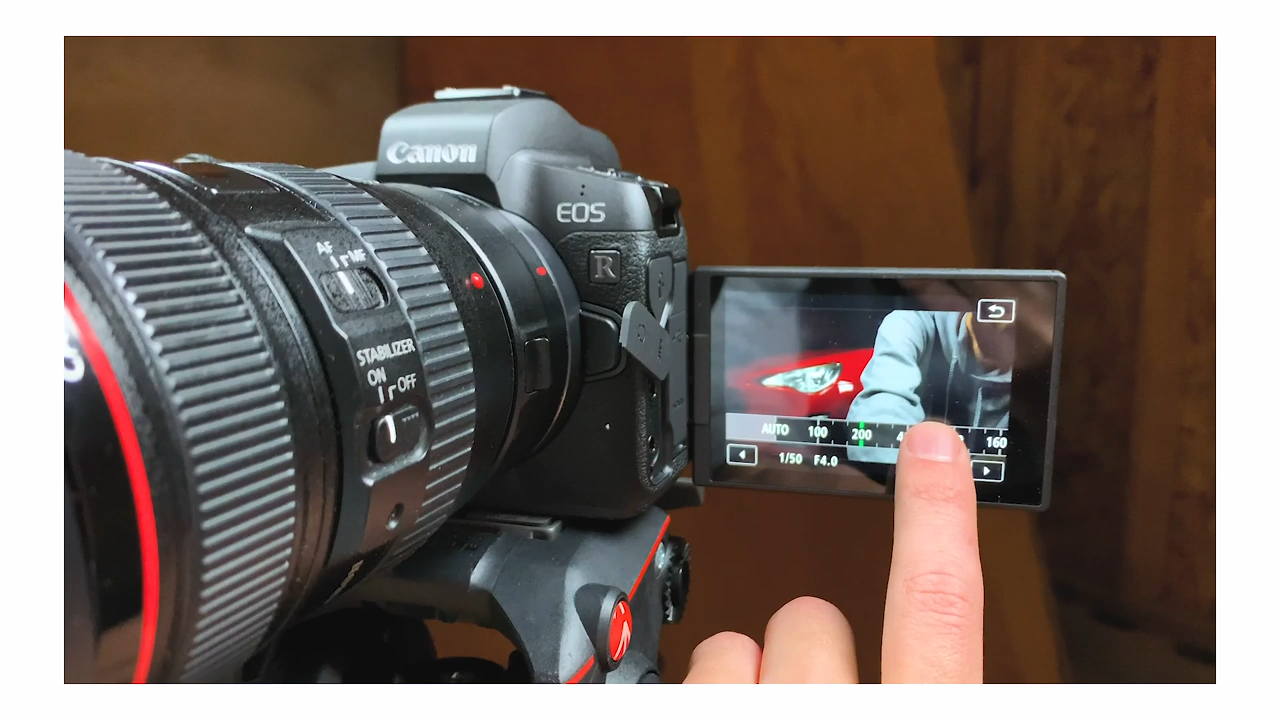 Canon
EOS
R
AF
MF
STABILIZER
ON
OFF
AUTO 100 200 160
1/50 F4.0